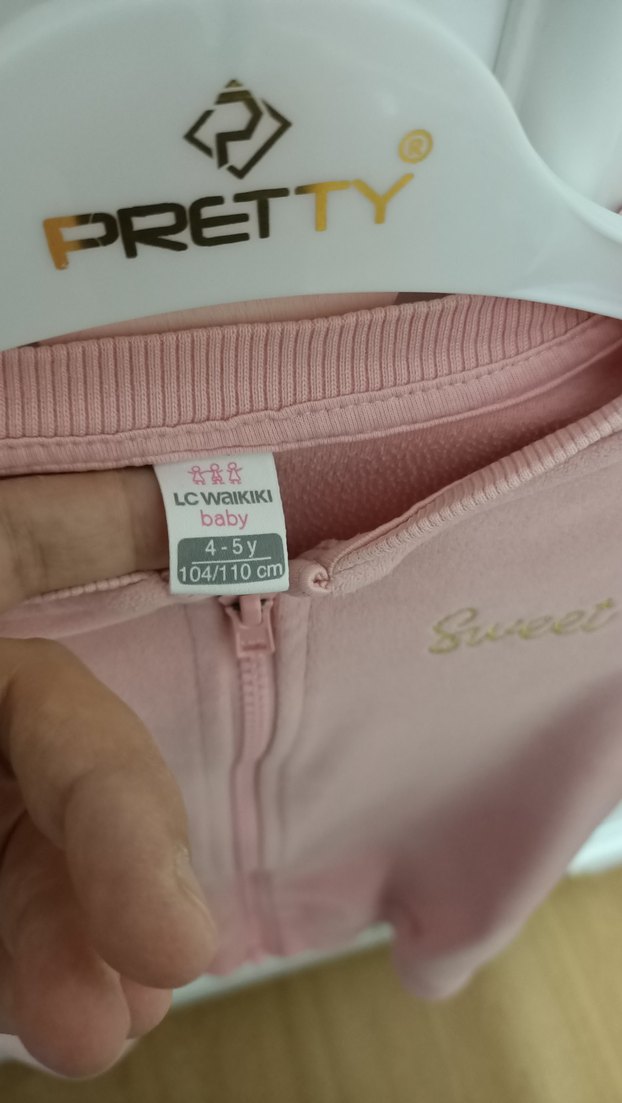 PRETTY®
LC WAIKIKI
baby
4 - 5 y
104/110 cm
Sweet